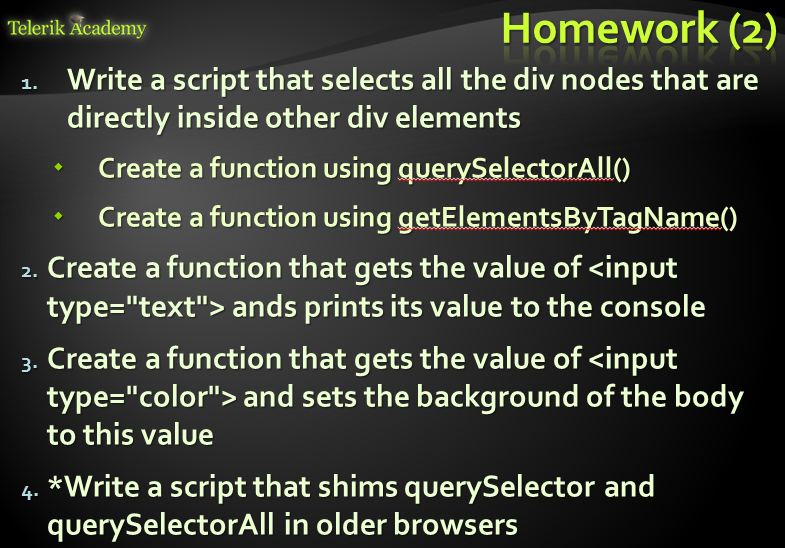 Telerik Academy
Homework (2)
1. Write a script that selects all the div nodes that are
directly inside other div elements
Create a function using querySelectorAll()
Create a function using getElementsByTagName()
2. Create a function that gets the value of <input
type="text"> ands prints its value to the console
3. Create a function that gets the value of <input
type="color"> and sets the background of the body
to this value
4. *Write a script that shims querySelector and
querySelectorAll in older browsers